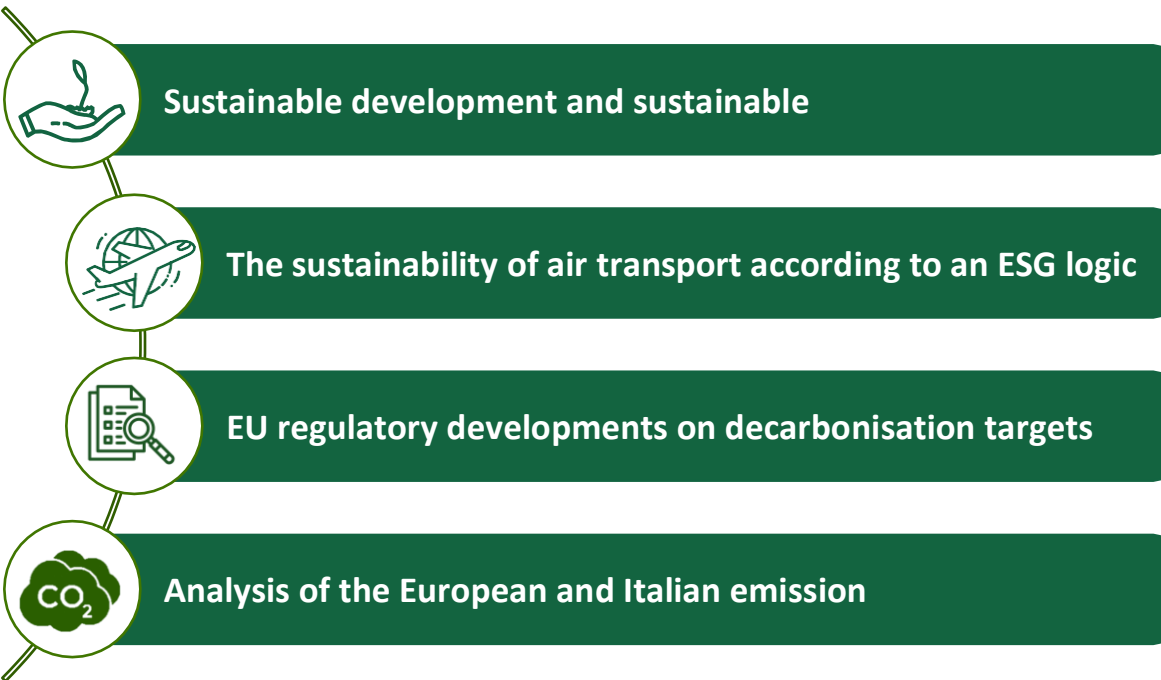 Sustainable development and sustainable
The sustainability of air transport according to an ESG logic
EU regulatory developments on decarbonisation targets
CO2
Analysis of the European and Italian emission